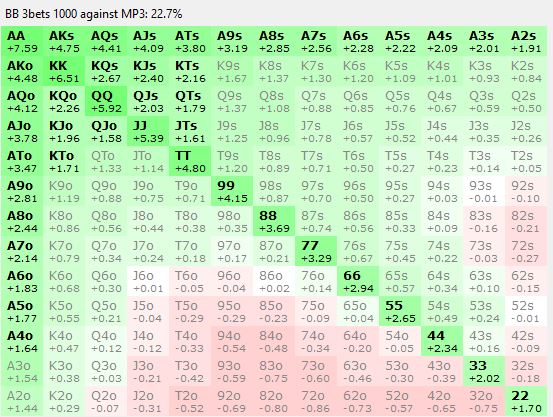 BB 3bets 1000 against MP3: 22.7%
AA AKs AQs AJs ATs A9s A8s A7s A6s A5s A4s A3s A2s
+7.59 +4.75 +4.41 +4.09 +3.80 +3.19 +2.85 +2.56 +2.28 +2.22 +2.09 +2.01 +1.91
AKo KK KQs KJs KTs K9s K8s K7s K6s K5s K4s K3s K2s
+4.48 +6.51 +2.67 +2.40 +2.16 +1.67 +1.37 +1.30 +1.20 +1.09 +1.01 +0.93 +0.84
AQo KQo QQ QJs QTs Q9s Q8s Q7s Q6s Q5s Q4s Q3s Q2s
+4.12 +2.26 +5.92 +2.03 +1.79 +1.37 +1.08 +0.88 +0.85 +0.76 +0.67 +0.59 +0.50
AJo KJo QJo JJ JTs J9s J8s J7s J6s J5s J4s J3s J2s
+3.78 +1.96 +1.58 +5.39 +1.61 +1.25 +0.96 +0.78 +0.57 +0.52 +0.44 +0.35 +0.26
ATo KTo QTo JTo TT T9s T8s T7s T6s T5s T4s T3s T2s
+3.47 +1.71 +1.33 +1.14 +4.80 +1.20 +0.89 +0.71 +0.50 +0.27 +0.23 +0.14 +0.05
A9o K9o Q9o J9o T9o 99 98s 97s 96s 95s 94s 93s 92s
+2.81 +1.19 +0.88 +0.75 +0.71 +4.15 +0.87 +0.70 +0.50 +0.27 +0.03 -0.01 -0.10
A8o K8o Q8o J8o T8o 98o 88 87s 86s 85s 84s 83s 82s
+2.44 +0.86 +0.56 +0.44 +0.38 +0.35 +3.69 +0.74 +0.56 +0.33 +0.09 -0.16 -0.21
A7o K7o Q7o J7o T7o 97o 87o 77 76s 75s 74s 73s 72s
+2.14 +0.79 +0.34 +0.24 +0.18 +0.17 +0.21 +3.29 +0.67 +0.45 +0.22 -0.03 -0.27
A6o K6o Q6o J6o T6o 96o 86o 76o 66 65s 64s 63s 62s
+1.83 +0.68 +0.30 +0.01 -0.05 -0.04 +0.02 +0.14 +2.94 +0.57 +0.34 +0.10 -0.15
A5o K5o Q5o J5o T5o 95o 85o 75o 65o 55 54s 53s 52s
+1.77 +0.55 +0.21 -0.04 -0.29 -0.29 -0.23 -0.09 +0.04 +2.65 +0.49 +0.24 -0.01
A4o K4o Q4o J4o T4o 94o 84o 74o 64o 54o 44 43s 42s
+1.64 +0.47 +0.12 -0.12 -0.33 -0.54 -0.48 -0.34 -0.20 -0.05 +2.34 +0.16 -0.09
A3o K3o Q3o J3o T3o 93o 83o 73o 63o 53o 43o 33 32s
+1.54 +0.38 +0.03 -0.21 -0.42 -0.59 -0.75 -0.60 -0.46 -0.30 -0.39 +2.02 -0.18
A2o K2o Q2o J2o T2o 92o 82o 72o 62o 52o 42o 32o 22
+1.44 +0.29 -0.07 -0.31 -0.52 -0.69 -0.80 -0.86 -0.73 -0.57 -0.65 -0.75 +1.70